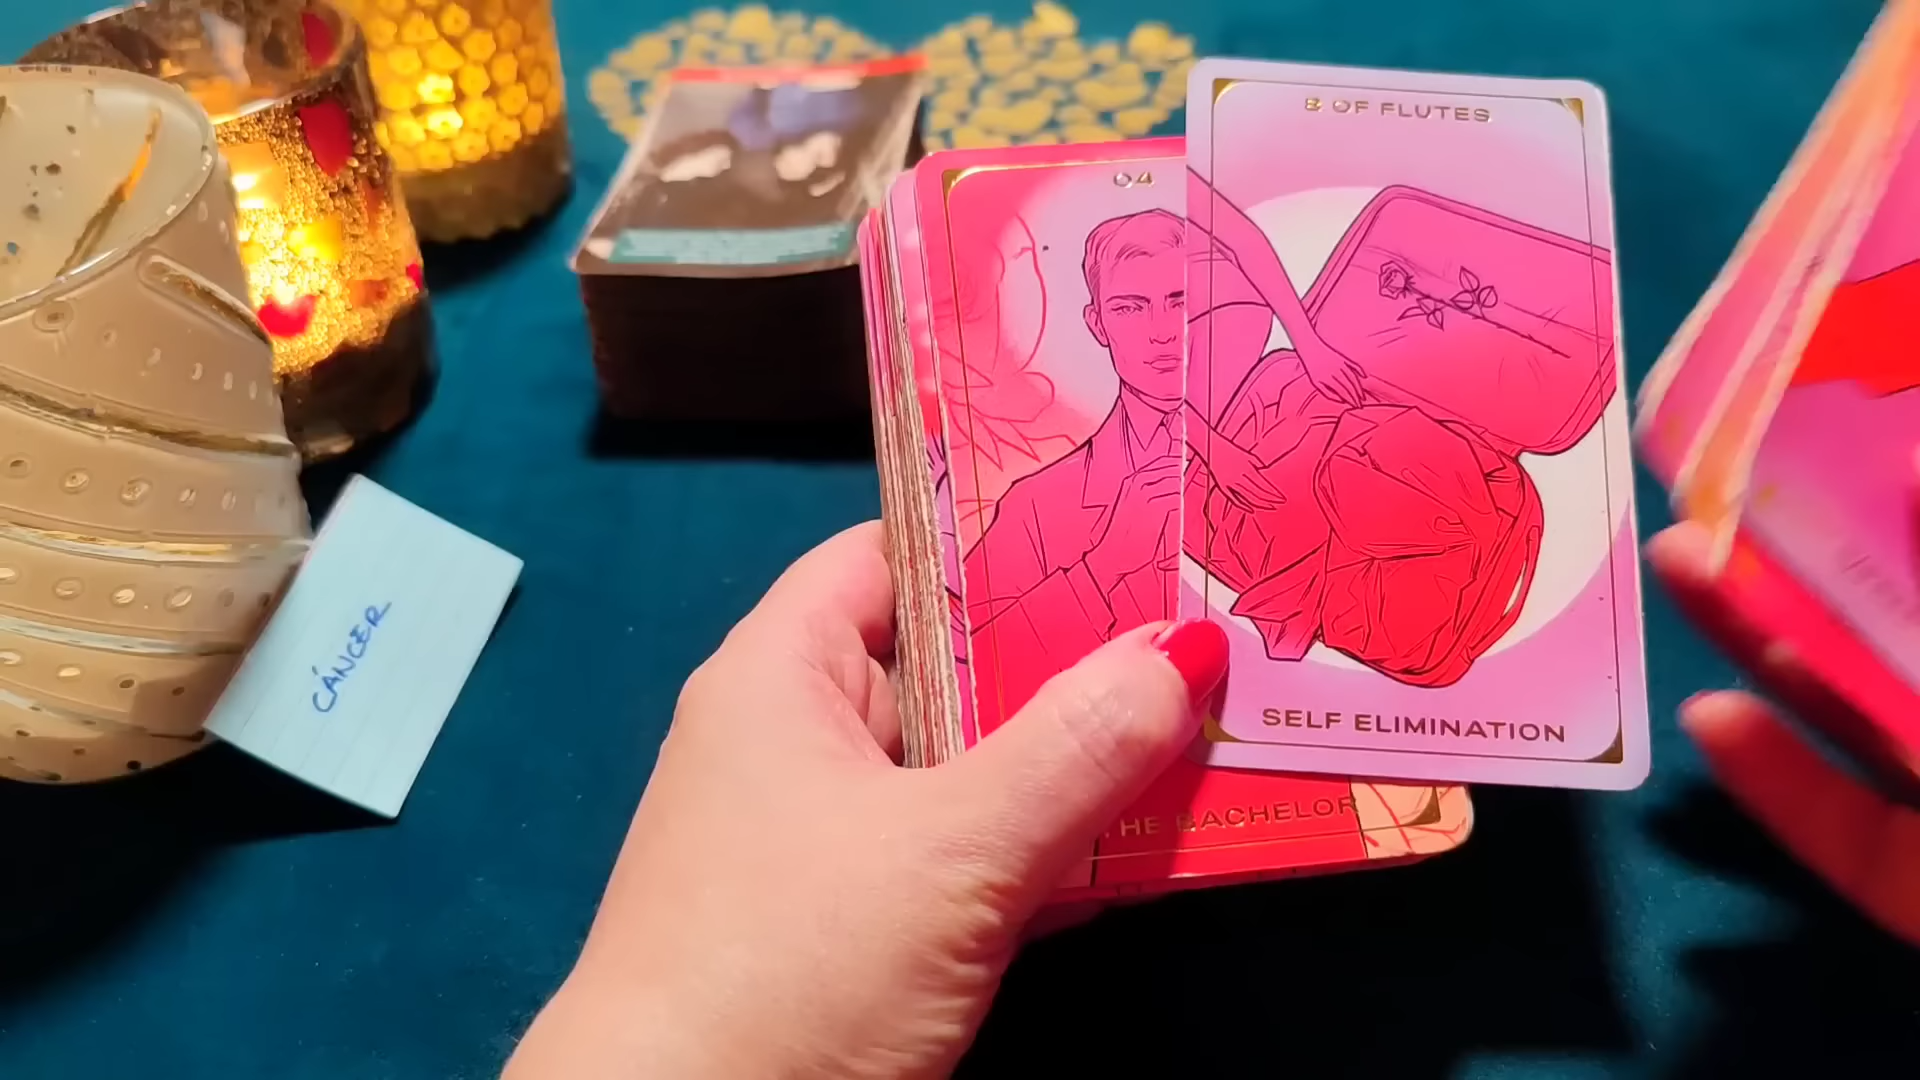 8 OF FLUTES
04
SELF ELIMINATION
THE BACHELOR
CÁNCER